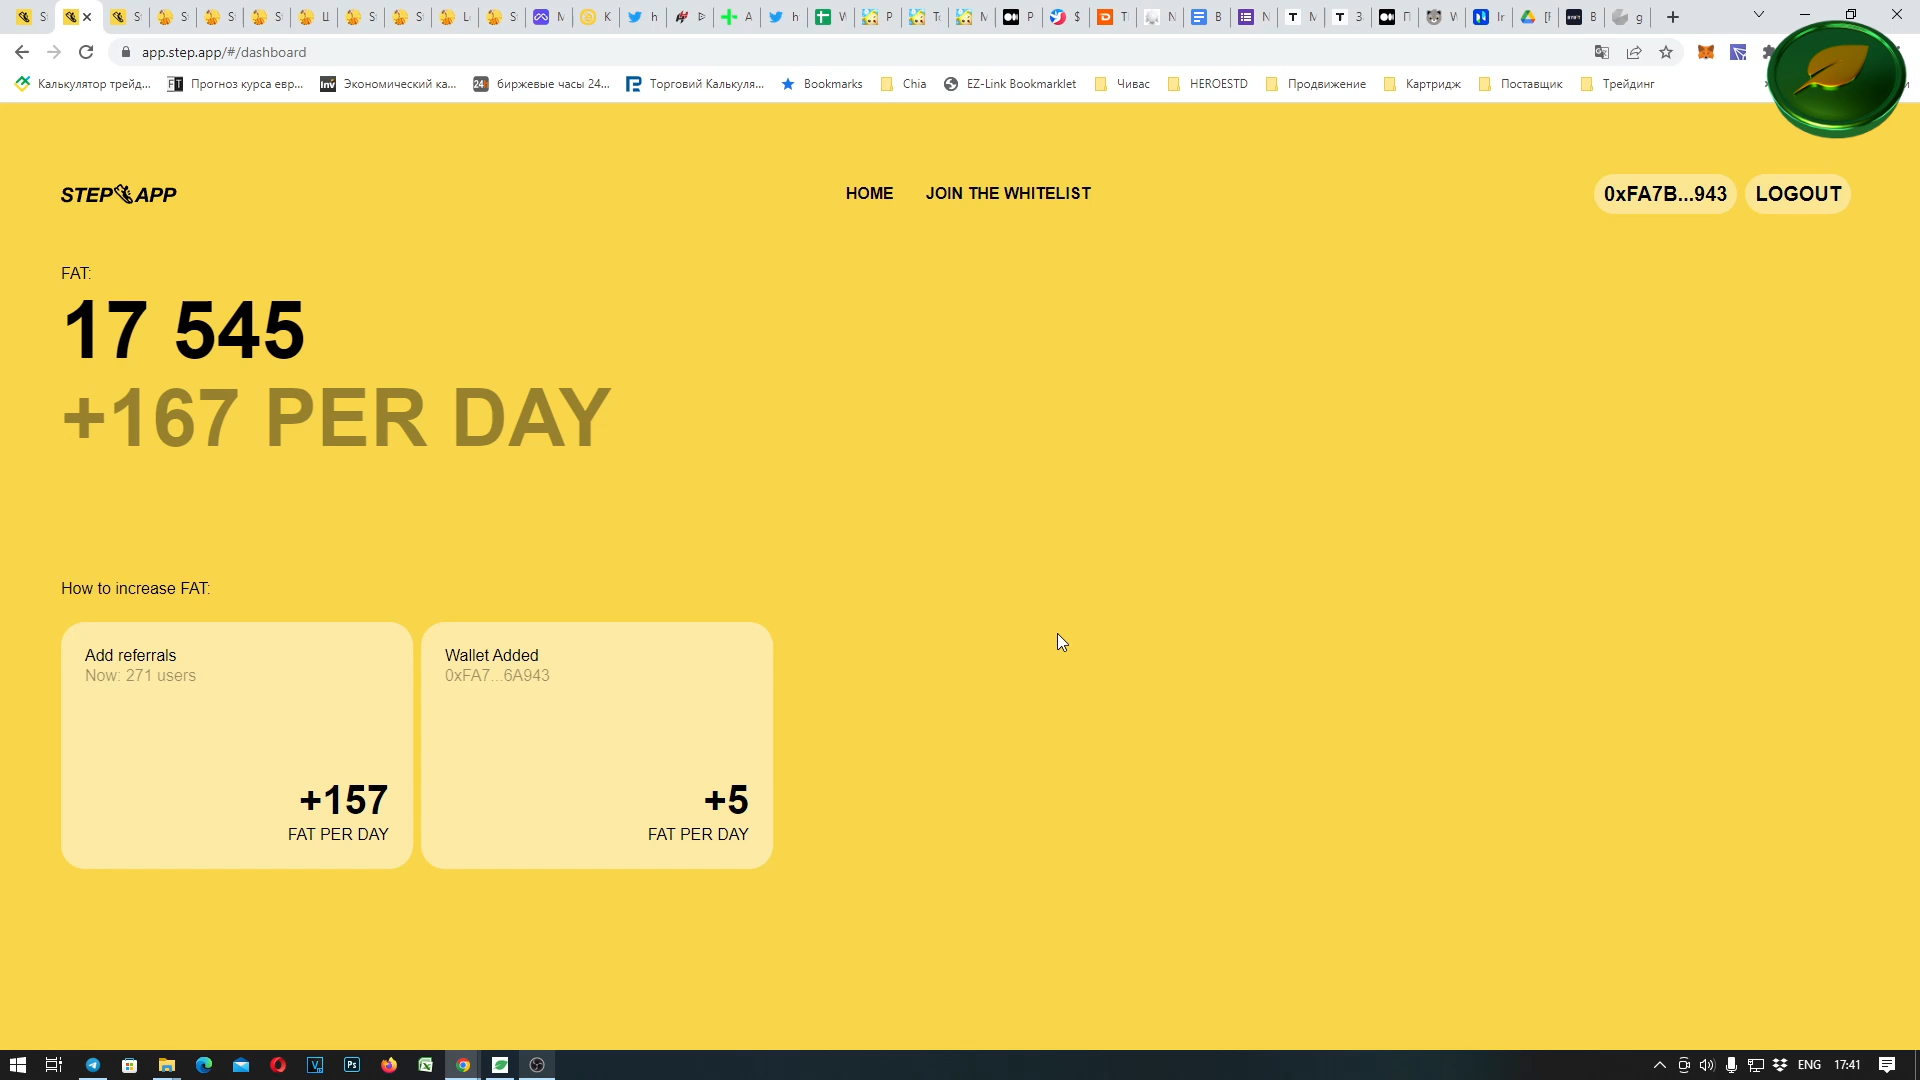 app.step.app/#/dashboard
Калькулятор трейд...
Прогноз курса евр...
Экономический ка...
биржевые часы 24...
Торговий Калькуля...
Bookmarks
Chia
EZ-Link Bookmarklet
Чивас
HEROESTD
Продвижение
Картридж
Поставщик
Трейдинг
STEP APP
HOME
JOIN THE WHITELIST
0xFA7B...943
LOGOUT
FAT:
17 545
+167 PER DAY
How to increase FAT:
Add referrals
Now: 271 users
+157
FAT PER DAY
Wallet Added
0xFA7...6A943
+5
FAT PER DAY
ENG
17:41